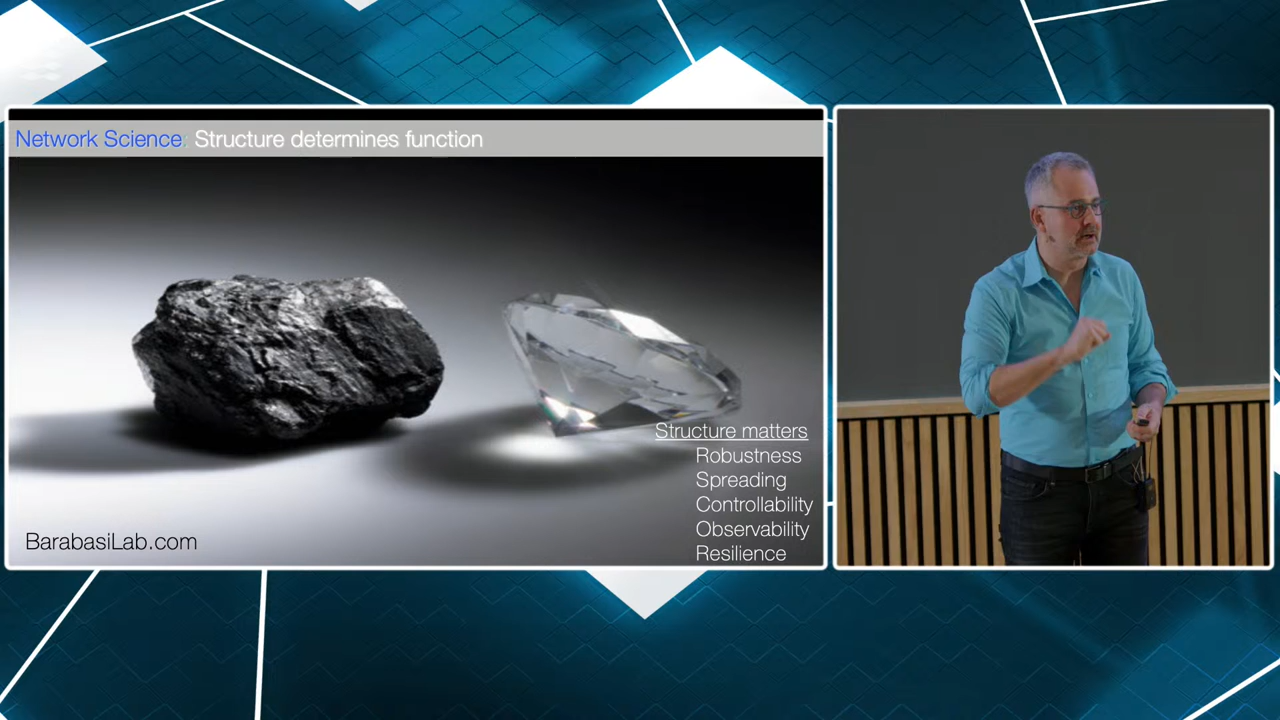 Network Science: Structure determines function
Structure matters
Robustness
Spreading
Controllability
Observability
Resilience
BarabasiLab.com